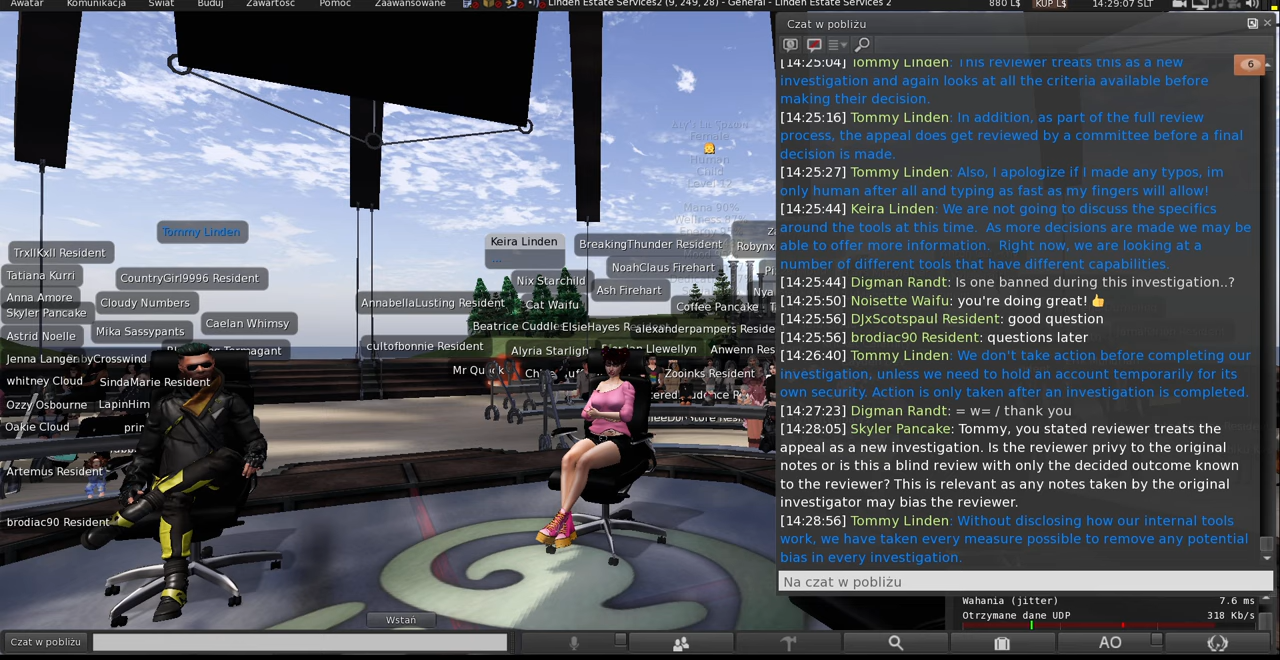 Awatar Komunikacja Świat Buduj Zawartość Pomoc Zaawansowane Linden Estate Services2 (9, 249, 28) - General - Linden Estate Services 2 880 L$ KUP L$ 14:29:07 SLT
Czat w pobliżu
6
[14:25:04] Tommy Linden: This reviewer treats this as a new
investigation and again looks at all the criteria available before
making their decision.
[14:25:16] Tommy Linden: In addition, as part of the full review
process, the appeal does get reviewed by a committee before a final
decision is made.
[14:25:27] Tommy Linden: Also, I apologize if I made any typos, im
only human after all and typing as fast as my fingers will allow!
[14:25:44] Keira Linden: We are not going to discuss the specifics
around the tools at this time. As more decisions are made we may be
able to offer more information. Right now, we are looking at a
number of different tools that have different capabilities.
[14:25:44] Digman Randt: Is one banned during this investigation..?
[14:25:50] Noisette Waifu: you're doing great! 👍
[14:25:56] DJxScotspaul Resident: good question
[14:25:56] brodiac90 Resident: questions later
[14:26:40] Tommy Linden: We don't take action before completing our
Investigation, unless we need to hold an account temporarily for its
own security. Action is only taken after an investigation is completed.
[14:27:23] Digman Randt: = w= / thank you
[14:28:05] Skyler Pancake: Tommy, you stated reviewer treats the
appeal as a new investigation. Is the reviewer privy to the original
notes or is this a blind review with only the decided outcome known
to the reviewer? This is relevant as any notes taken by the original
investigator may bias the reviewer.
[14:28:56] Tommy Linden: Without disclosing how our internal tools
work, we have taken every measure possible to remove any potential
bias in every investigation.
Na czat w pobliżu
Wahania (jitter) 7.6 ms
Otrzymane dane UDP 318 Kb/s
Female
Human
Child
Mana 90%
Tommy Linden
Keira Linden
...
BreakingThunder Resident
TrxllKxll Resident
NoahClaus Firehart
Tatiana Kurri
CountryGirl9996 Resident
Nix Starchild
Ash Firehart
Anna Amore
Cloudy Numbers
AnnabellaLusting Resident
Cat Waifu
Coffee Pancake
Skyler Pancake
Caelan Whimsy
Beatrice Cuddle
ElsieHayes
Astrid Noelle
Mika Sassypants
cultofbonnie Resident
Alyria Starligh
Llewellyn
Anwenn Res
Jenna Langer
Termagant
Mr Qu
Zooinks Resident
whitney Cloud
SindaMarie Resident
Ozzy Osbourne
LapinHim
Oakie Cloud
prin
Artemus Resident
brodiac90 Resident
Wstań
Czat w pobliżu
AO